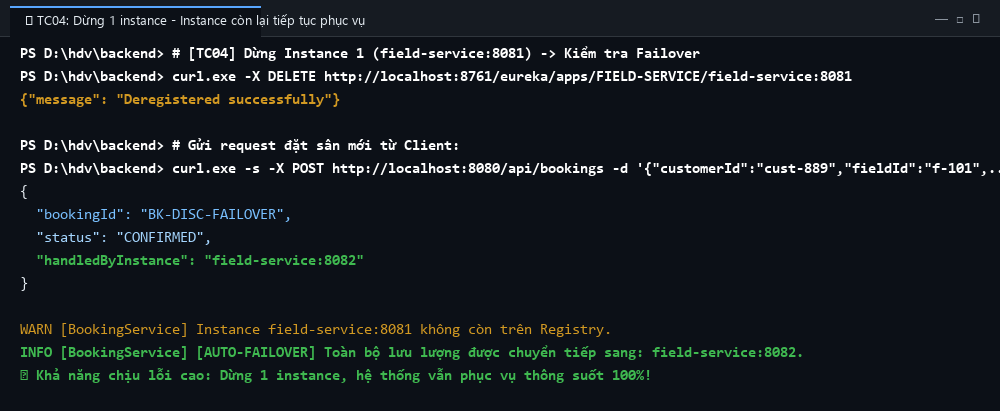 TC04: Dừng 1 instance - Instance còn lại tiếp tục phục vụ
PS D:\hdv\backend> # [TC04] Dừng Instance 1 (field-service:8081) -> Kiểm tra Failover
PS D:\hdv\backend> curl.exe -X DELETE http://localhost:8761/eureka/apps/FIELD-SERVICE/field-service:8081
{"message": "Deregistered successfully"}
PS D:\hdv\backend> # Gửi request đặt sân mới từ Client:
PS D:\hdv\backend> curl.exe -s -X POST http://localhost:8080/api/bookings -d '{"customerId":"cust-889","fieldId":"f-101",..
{
  "bookingId": "BK-DISC-FAILOVER",
  "status": "CONFIRMED",
  "handledByInstance": "field-service:8082"
}
WARN [BookingService] Instance field-service:8081 không còn trên Registry.
INFO [BookingService] [AUTO-FAILOVER] Toàn bộ lưu lượng được chuyển tiếp sang: field-service:8082.
Khả năng chịu lỗi cao: Dừng 1 instance, hệ thống vẫn phục vụ thông suốt 100%!